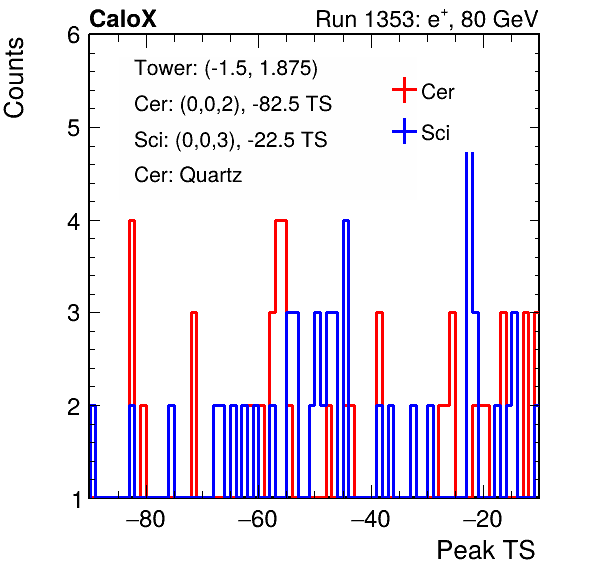 CaloX Run 1353: e⁺, 80 GeV
Counts
6
5
4
3
2
1
Tower: (-1.5, 1.875)
Cer: (0,0,2), -82.5 TS
Sci: (0,0,3), -22.5 TS
Cer: Quartz
Cer
Sci
−80 −60 −40 −20
Peak TS